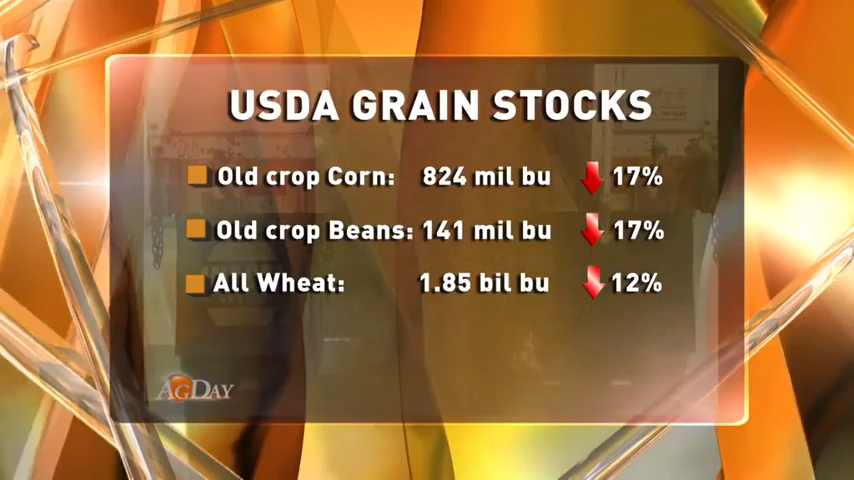 USDA GRAIN STOCKS
Old crop Corn: 824 mil bu 17%
Old crop Beans: 141 mil bu 17%
All Wheat: 1.85 bil bu 12%
AGDAY